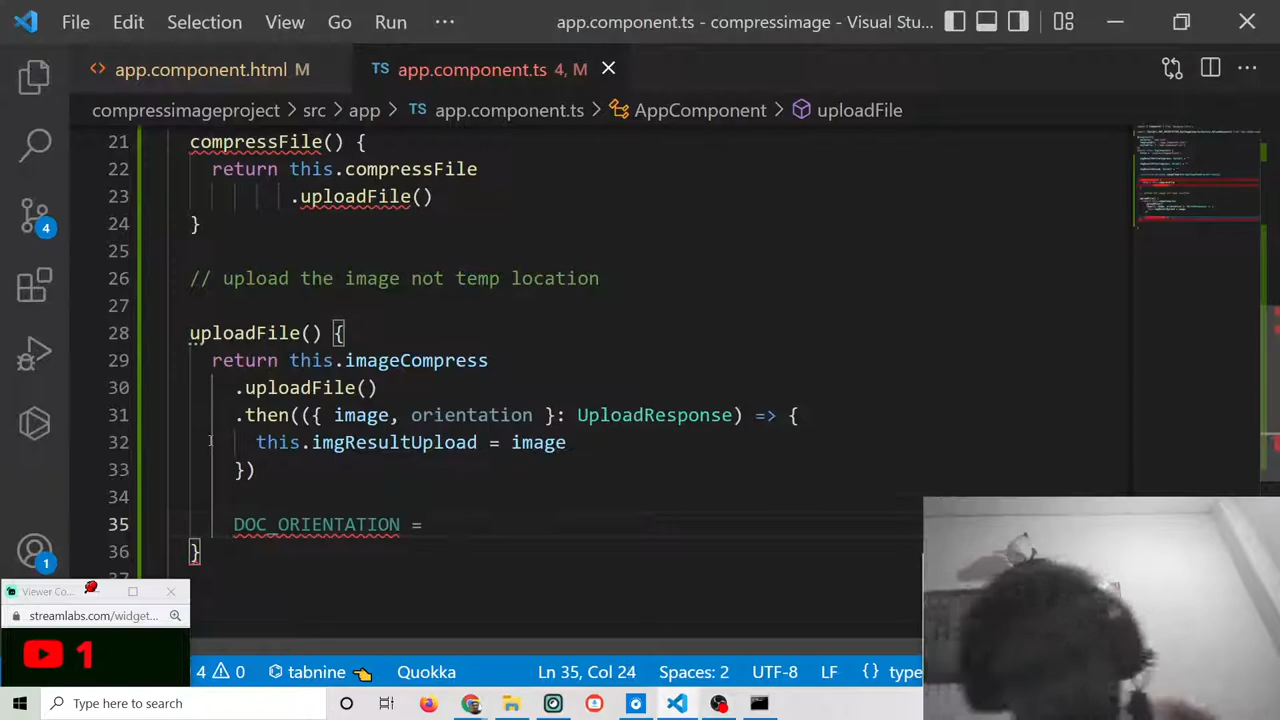 File Edit Selection View Go Run ··· app.component.ts - compressimage - Visual Stu...
app.component.html M
TS app.component.ts 4, M
compressimageproject > src > app > TS app.component.ts > AppComponent > uploadFile
21 compressFile() {
22 return this.compressFile
23 .uploadFile()
24 }
25
26 // upload the image not temp location
27
28 uploadFile() {
29 return this.imageCompress
30 .uploadFile()
31 .then(({ image, orientation }: UploadResponse) => {
32 this.imgResultUpload = image
33 })
34
35 DOC_ORIENTATION =
36 }
4
1
Viewer Co...
streamlabs.com/widget...
1
4 0 tabnine Quokka Ln 35, Col 24 Spaces: 2 UTF-8 LF {} type
Type here to search